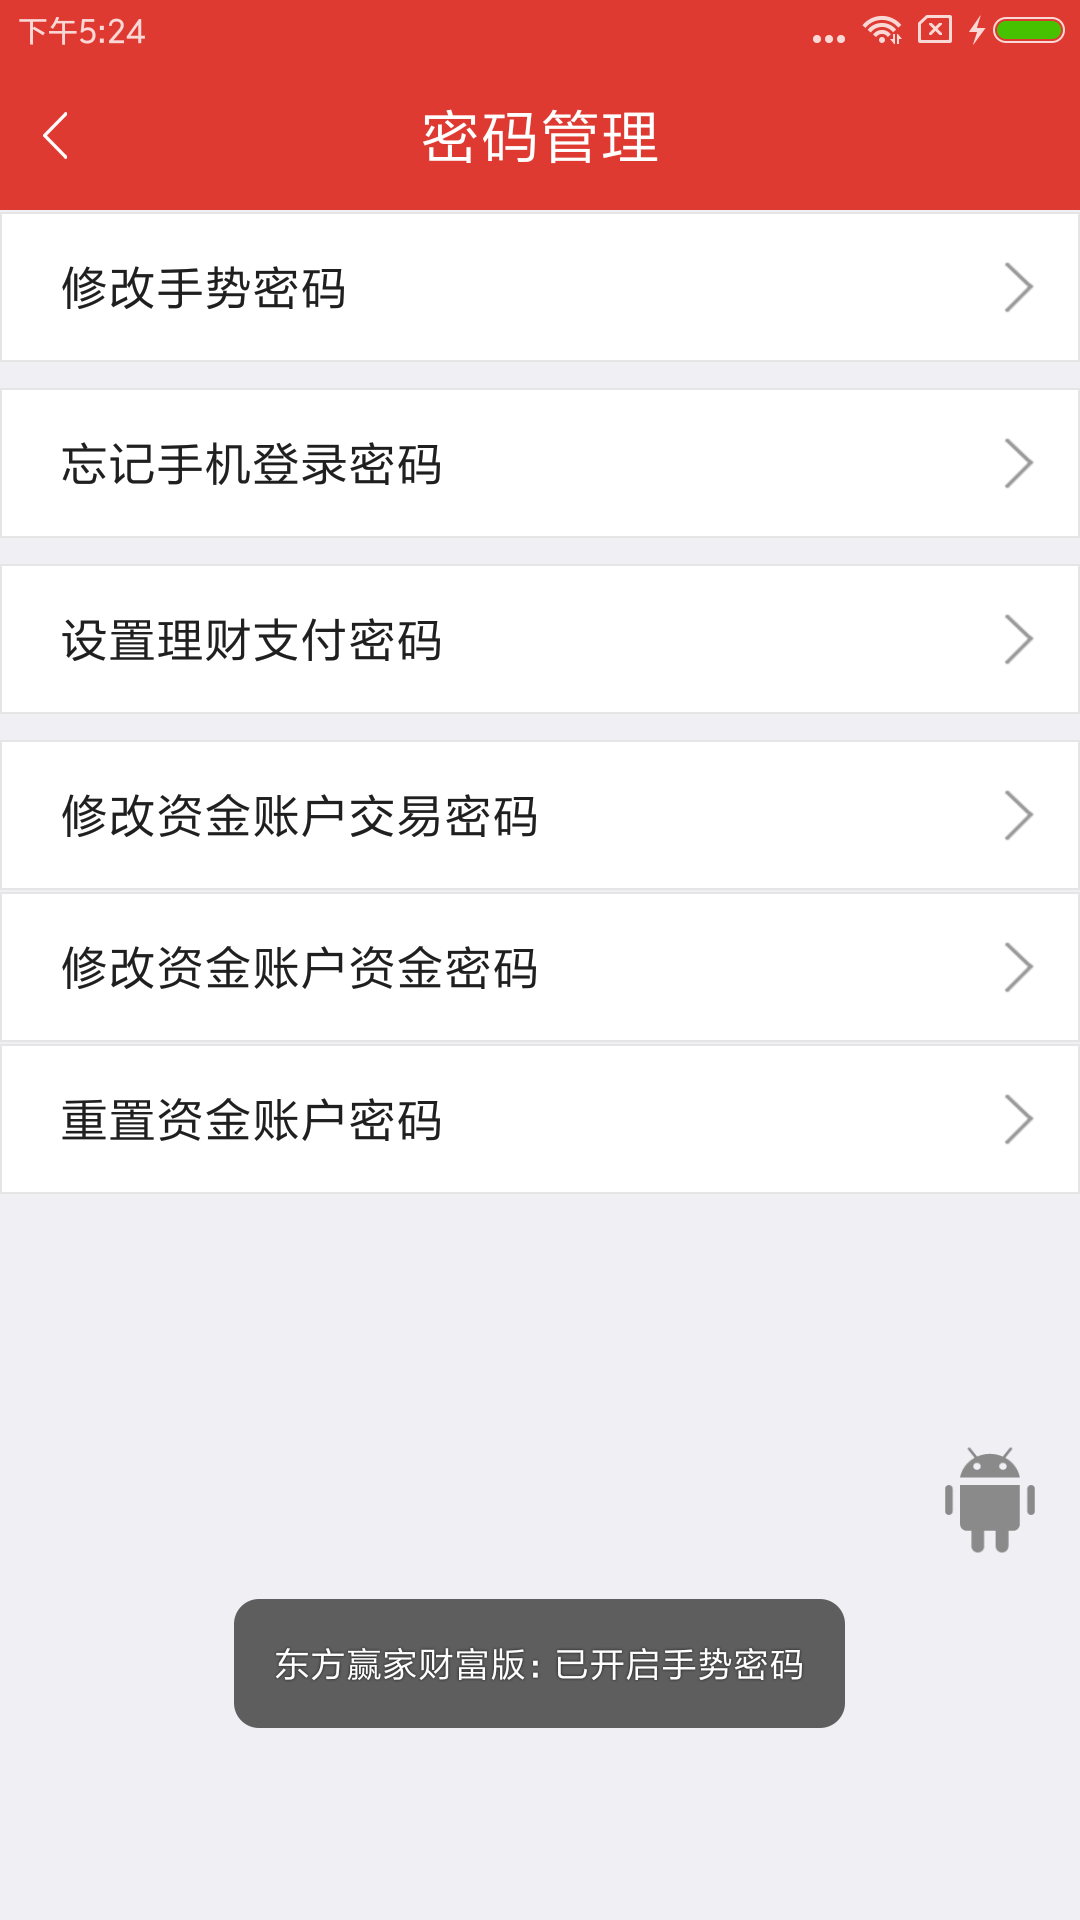 下午5:24
密码管理
修改手势密码
忘记手机登录密码
设置理财支付密码
修改资金账户交易密码
修改资金账户资金密码
重置资金账户密码
东方赢家财富版：已开启手势密码